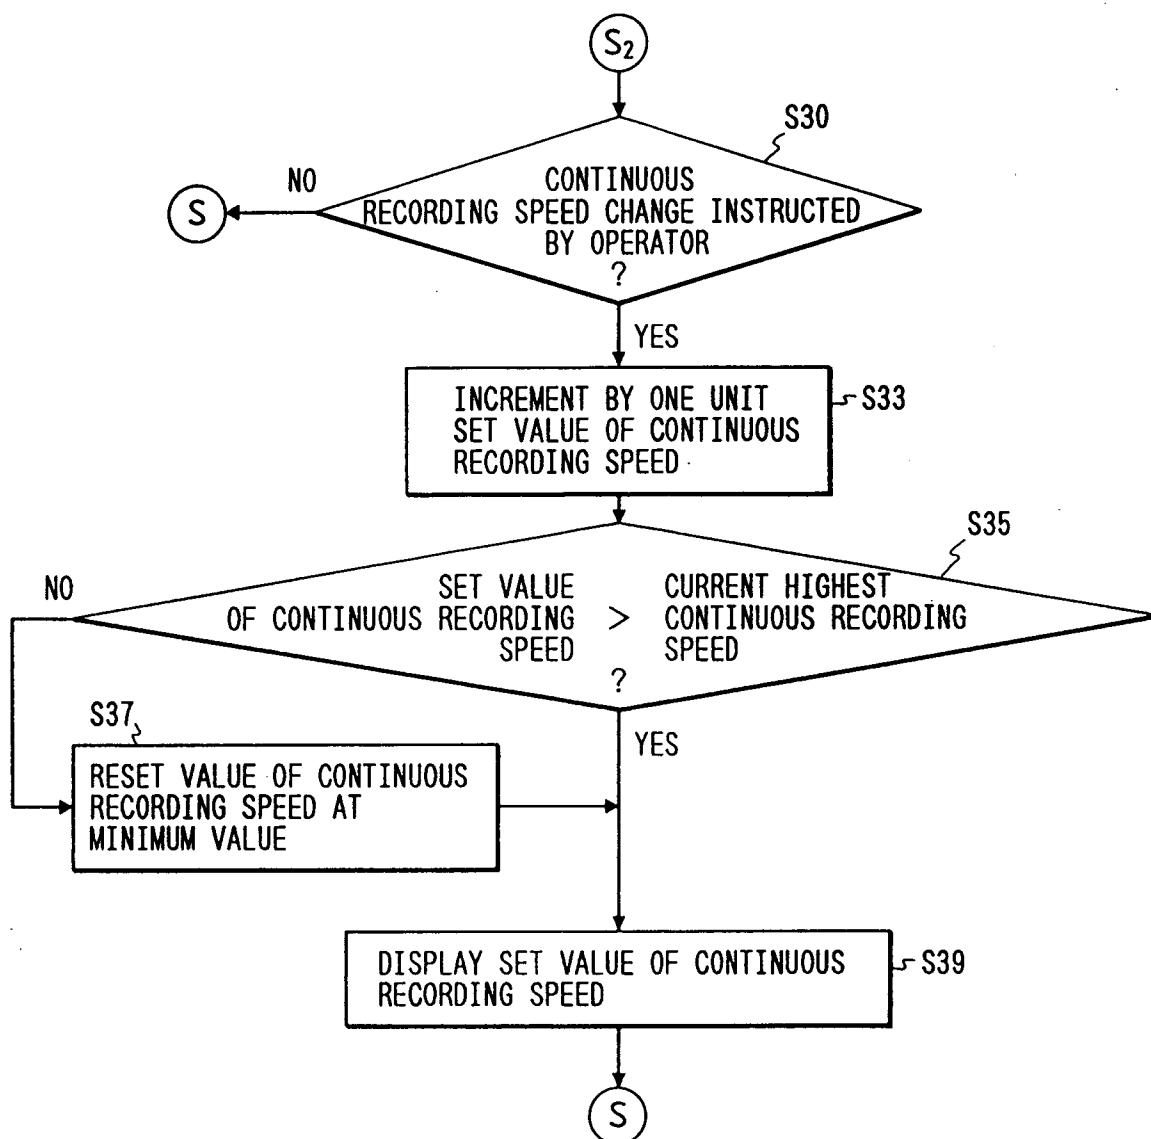 S2
S30
NO
CONTINUOUS
RECORDING SPEED CHANGE INSTRUCTED
BY OPERATOR
?
S
YES
INCREMENT BY ONE UNIT
SET VALUE OF CONTINUOUS
RECORDING SPEED
S33
S35
NO
SET VALUE
OF CONTINUOUS RECORDING
SPEED
>
CURRENT HIGHEST
CONTINUOUS RECORDING
SPEED
?
S37
YES
RESET VALUE OF CONTINUOUS
RECORDING SPEED AT
MINIMUM VALUE
DISPLAY SET VALUE OF CONTINUOUS
RECORDING SPEED
S39
S